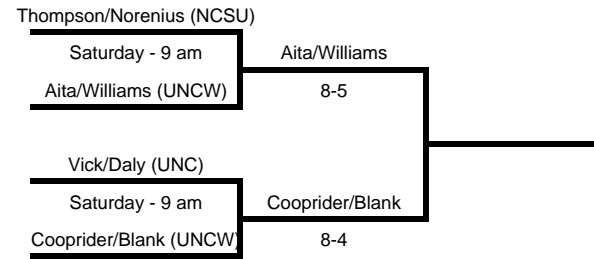 Thompson/Norenius (NCSU)
Saturday - 9 am
Aita/Williams
Aita/Williams (UNCW)
8-5
Vick/Daly (UNC)
Saturday - 9 am
Cooprider/Blank
Cooprider/Blank (UNCW)
8-4